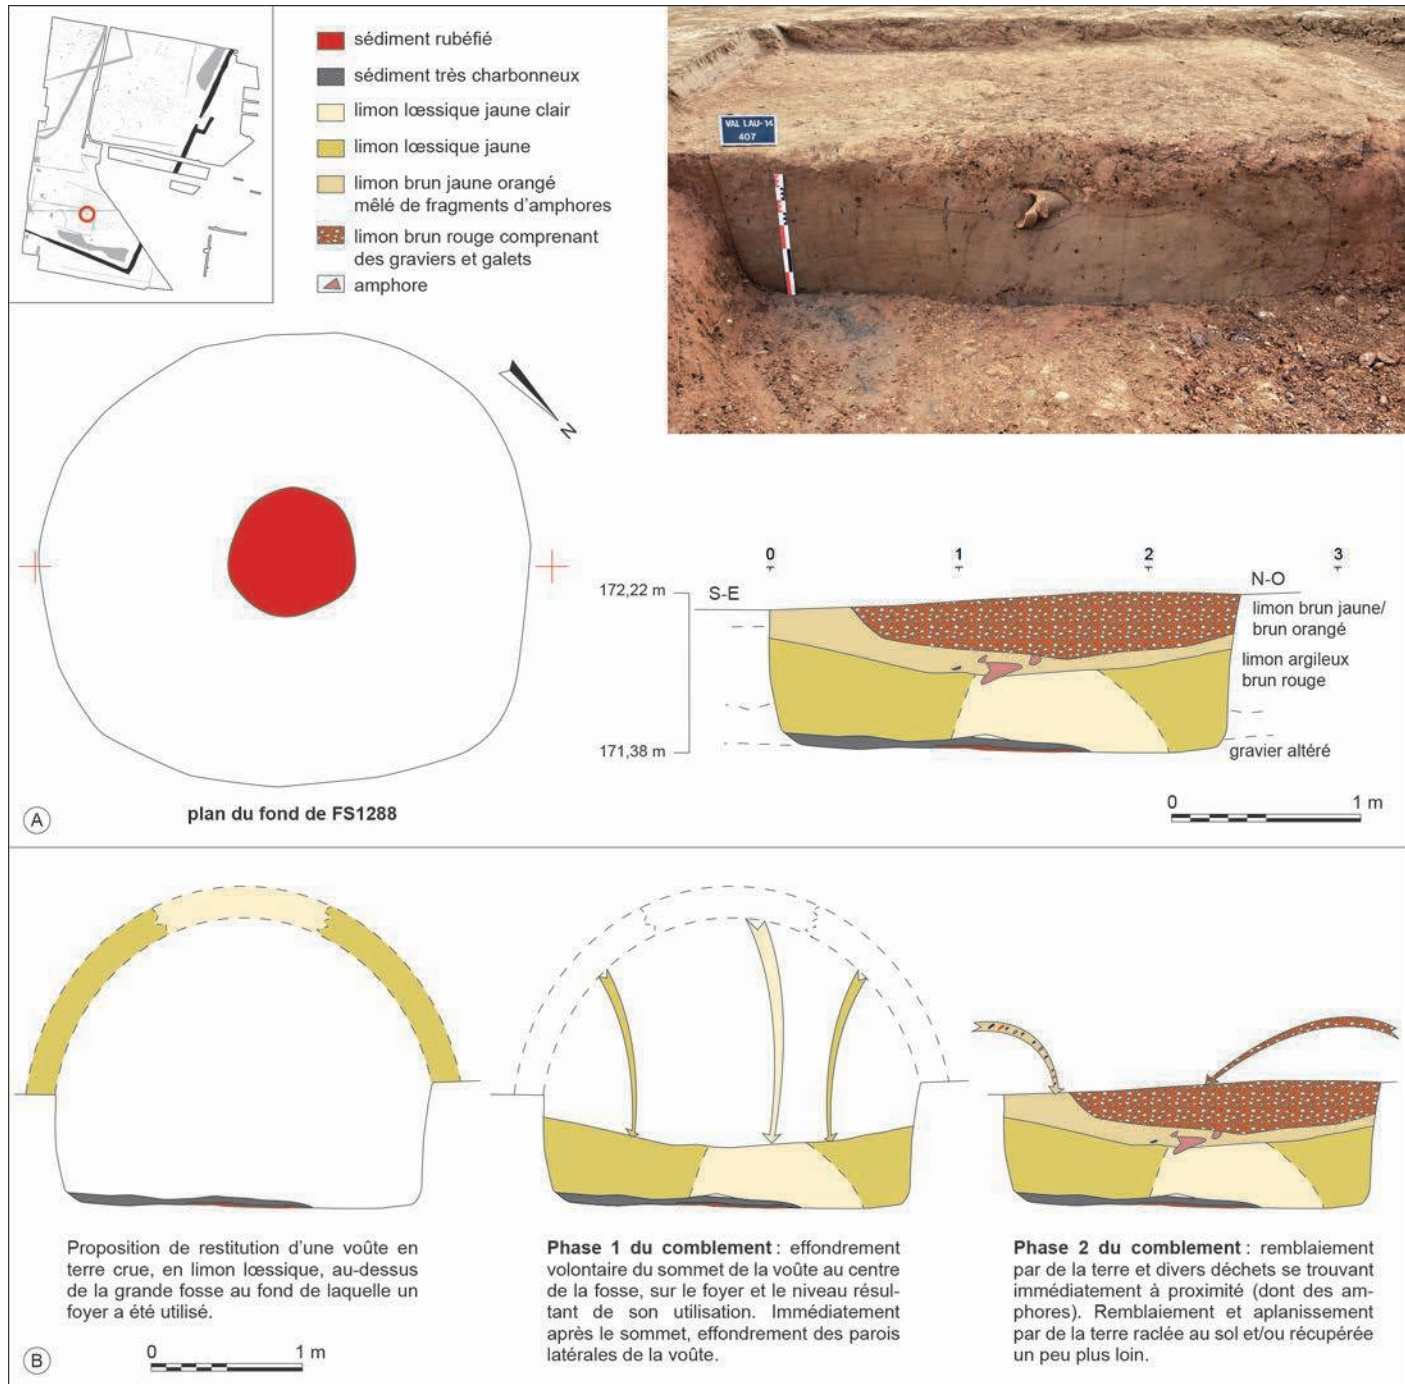 sédiment rubéfié
sédiment très charbonneux
limon lœssique jaune clair
limon lœssique jaune
limon brun jaune orangé
mêlé de fragments d'amphores
limon brun rouge comprenant
des graviers et galets
amphore
VAL LAU-14
407
N
plan du fond de FS1288
A
0 1 2 3
172,22 m
S-E
N-O
limon brun jaune/
brun orangé
limon argileux
brun rouge
171,38 m
gravier altéré
0 1 m
Proposition de restitution d'une voûte en
terre crue, en limon lœssique, au-dessus
de la grande fosse au fond de laquelle un
foyer a été utilisé.
0 1 m
B
Phase 1 du comblement : effondrement
volontaire du sommet de la voûte au centre
de la fosse, sur le foyer et le niveau résul-
tant de son utilisation. Immédiatement
après le sommet, effondrement des parois
latérales de la voûte.
Phase 2 du comblement : remblaiement
par de la terre et divers déchets se trouvant
immédiatement à proximité (dont des am-
phores). Remblaiement et aplanissement
par de la terre raclée au sol et/ou récupérée
un peu plus loin.